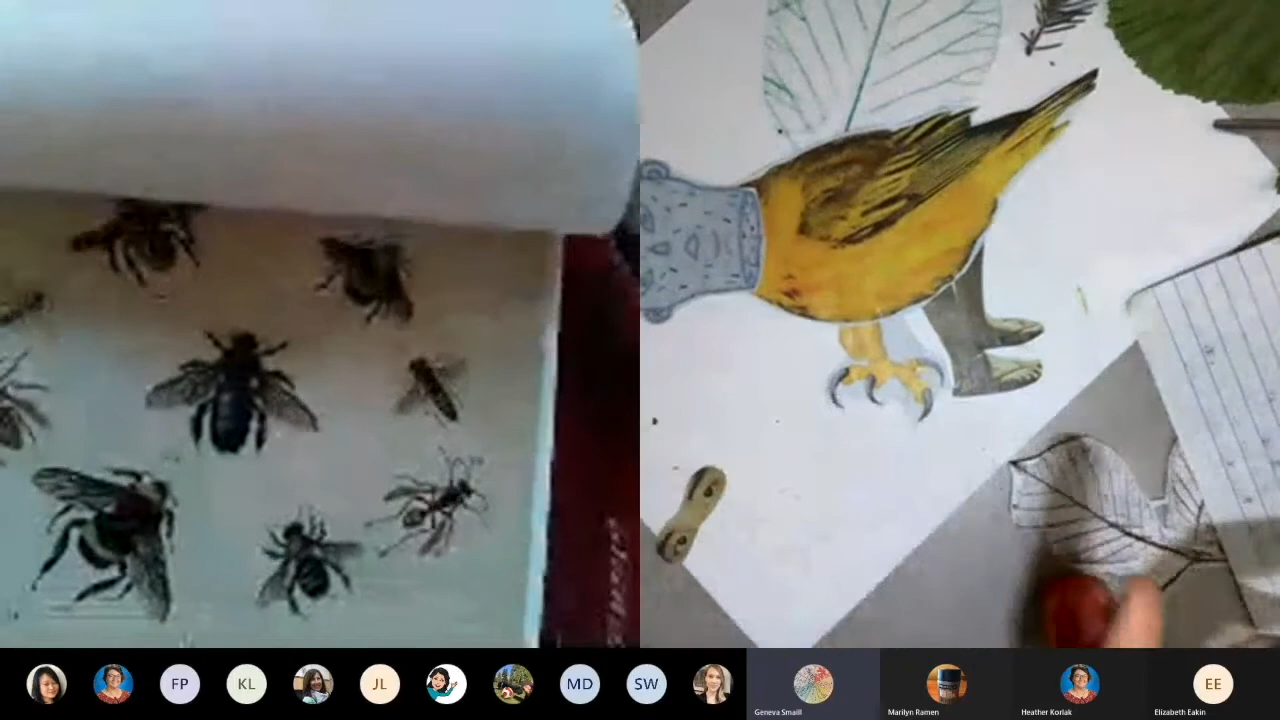 FP
KL
JL
MD
SW
Geneva Smaill
Marilyn Ramen
Heather Korlak
Elizabeth Eakin
EE